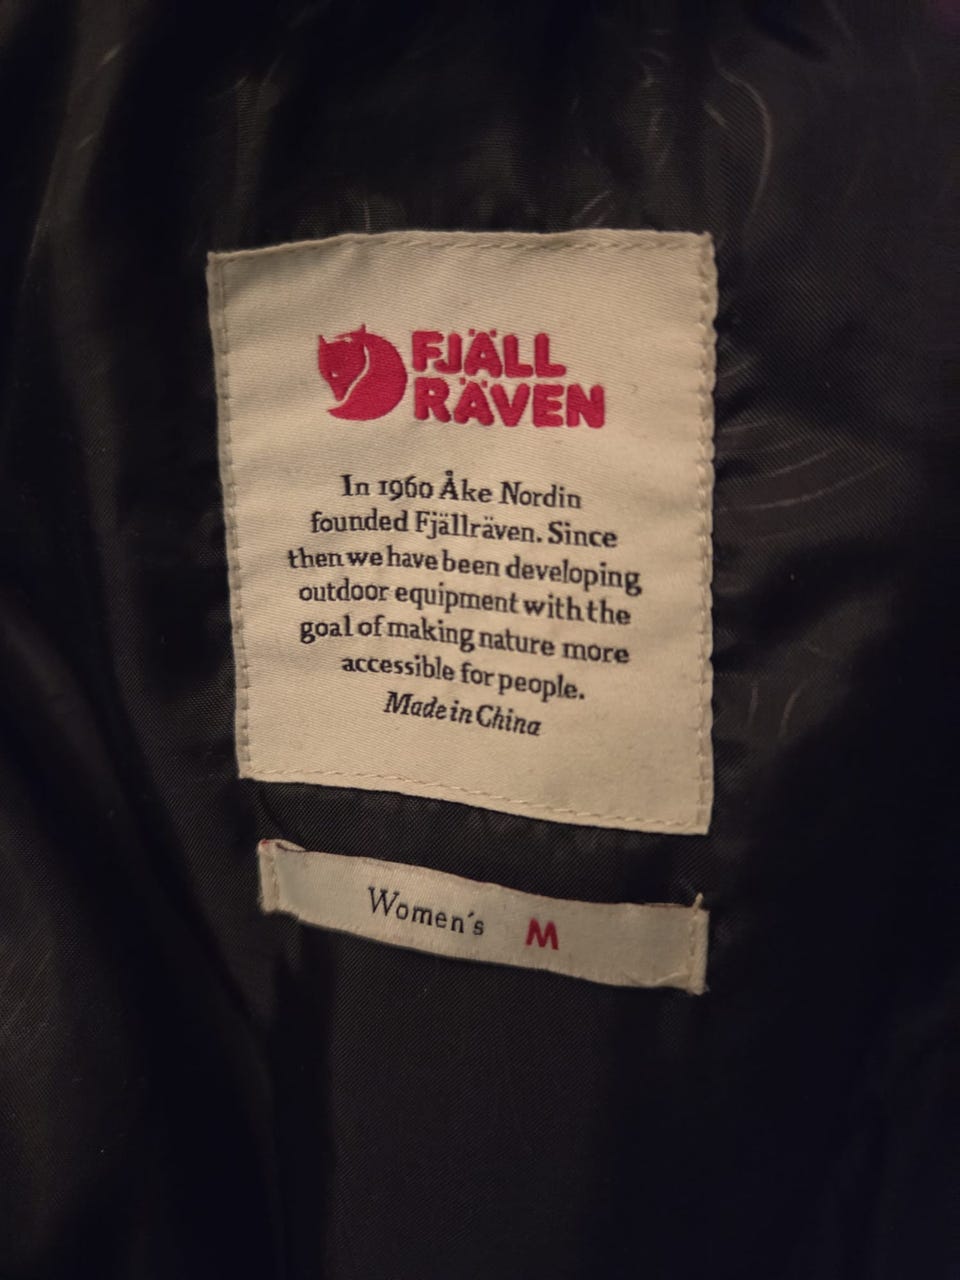 FJÄLL
RÄVEN
In 1960 Åke Nordin
founded Fjällräven. Since
then we have been developing
outdoor equipment with the
goal of making nature more
accessible for people.
Made in China
Women's M